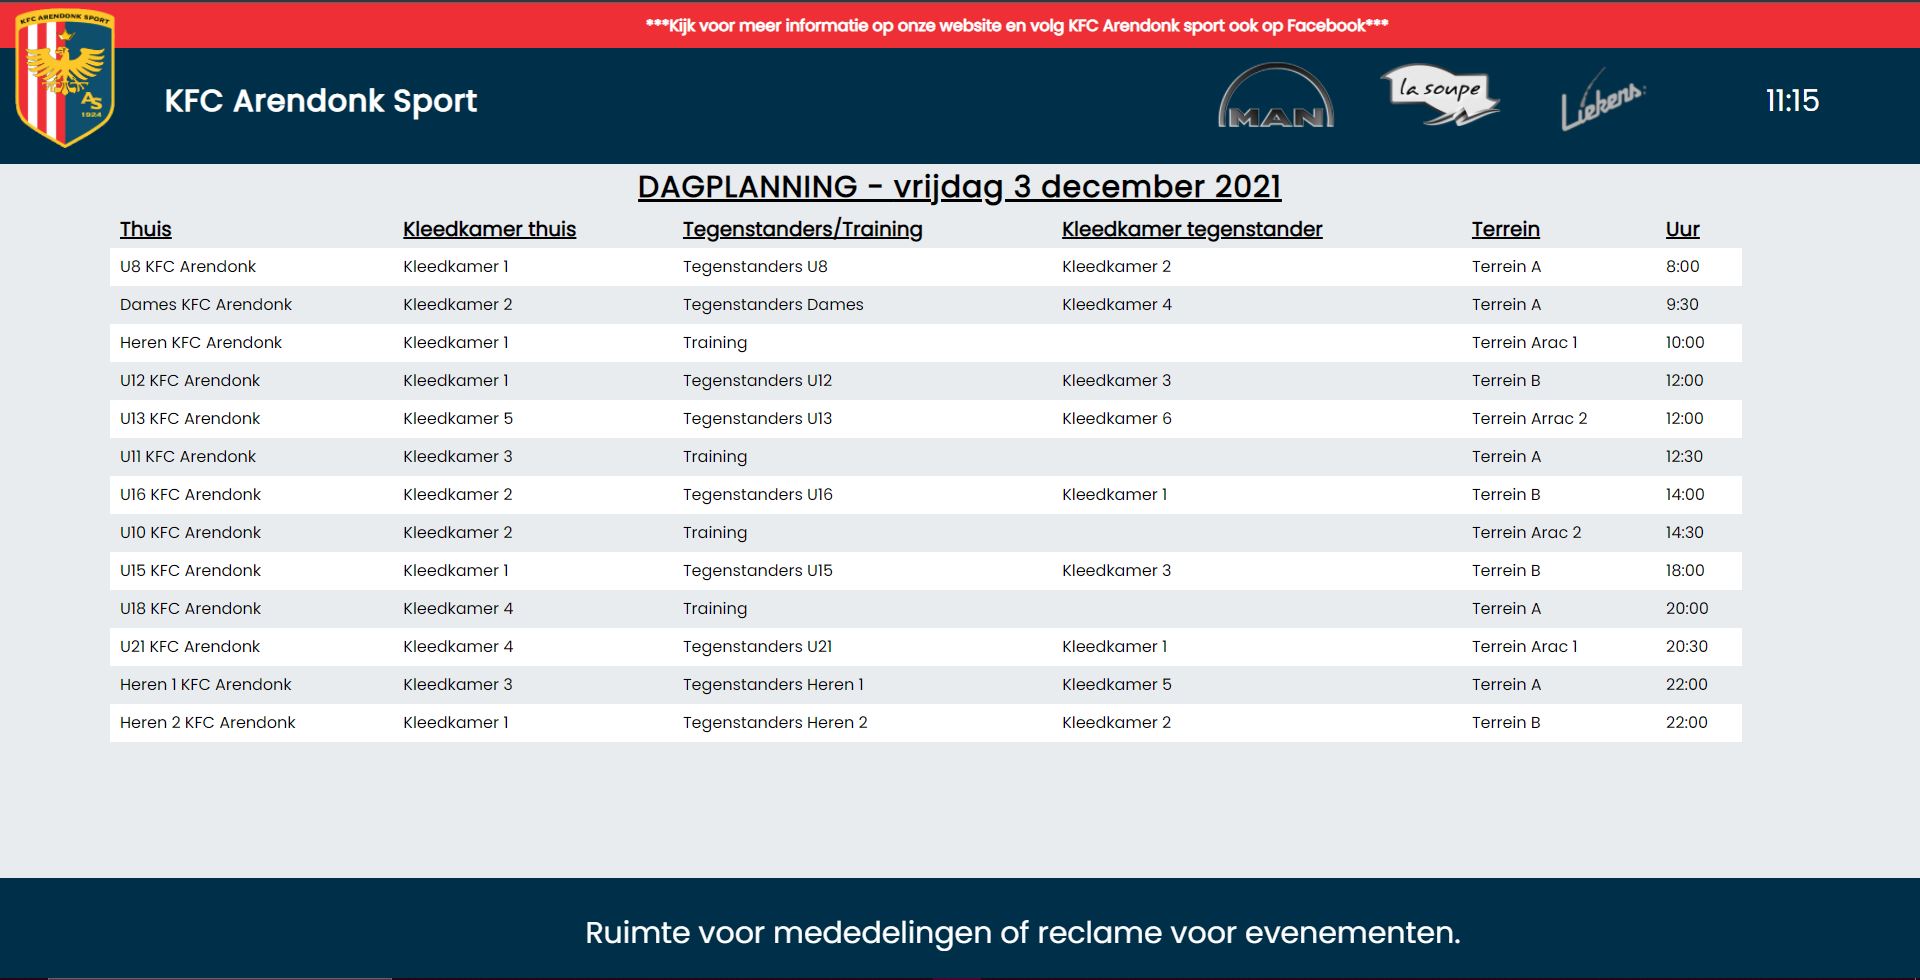 ***Kijk voor meer informatie op onze website en volg KFC Arendonk sport ook op Facebook***
KFC ARENDONK SPORT
AS
1924
KFC Arendonk Sport
MAN
la soupe
Liekens
11:15
DAGPLANNING - vrijdag 3 december 2021
Thuis Kleedkamer thuis Tegenstanders/Training Kleedkamer tegenstander Terrein Uur
U8 KFC Arendonk Kleedkamer 1 Tegenstanders U8 Kleedkamer 2 Terrein A 8:00
Dames KFC Arendonk Kleedkamer 2 Tegenstanders Dames Kleedkamer 4 Terrein A 9:30
Heren KFC Arendonk Kleedkamer 1 Training Terrein Arac 1 10:00
U12 KFC Arendonk Kleedkamer 1 Tegenstanders U12 Kleedkamer 3 Terrein B 12:00
U13 KFC Arendonk Kleedkamer 5 Tegenstanders U13 Kleedkamer 6 Terrein Arrac 2 12:00
U11 KFC Arendonk Kleedkamer 3 Training Terrein A 12:30
U16 KFC Arendonk Kleedkamer 2 Tegenstanders U16 Kleedkamer 1 Terrein B 14:00
U10 KFC Arendonk Kleedkamer 2 Training Terrein Arac 2 14:30
U15 KFC Arendonk Kleedkamer 1 Tegenstanders U15 Kleedkamer 3 Terrein B 18:00
U18 KFC Arendonk Kleedkamer 4 Training Terrein A 20:00
U21 KFC Arendonk Kleedkamer 4 Tegenstanders U21 Kleedkamer 1 Terrein Arac 1 20:30
Heren 1 KFC Arendonk Kleedkamer 3 Tegenstanders Heren 1 Kleedkamer 5 Terrein A 22:00
Heren 2 KFC Arendonk Kleedkamer 1 Tegenstanders Heren 2 Kleedkamer 2 Terrein B 22:00
Ruimte voor mededelingen of reclame voor evenementen.